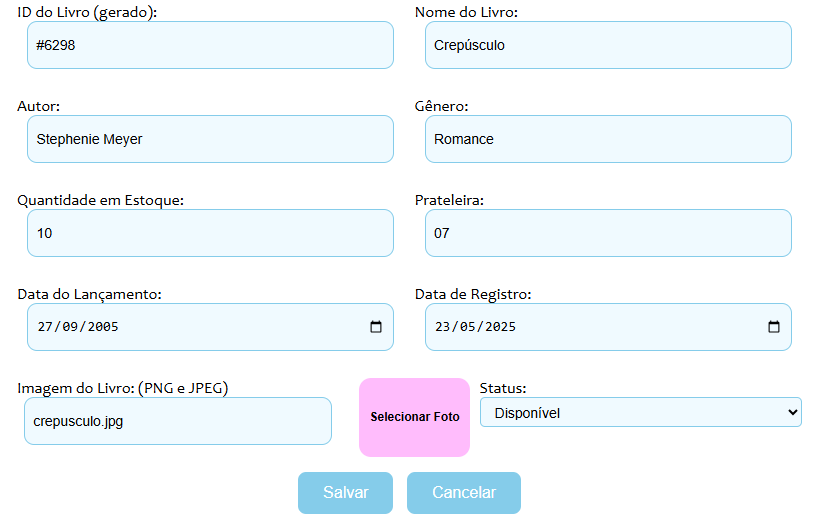 ID do Livro (gerado):
Nome do Livro:
#6298
Crepúsculo
Autor:
Gênero:
Stephenie Meyer
Romance
Quantidade em Estoque:
Prateleira:
10
07
Data do Lançamento:
Data de Registro:
27/09/2005
23/05/2025
Imagem do Livro: (PNG e JPEG)
Status:
crepusculo.jpg
Selecionar Foto
Disponível
Salvar
Cancelar